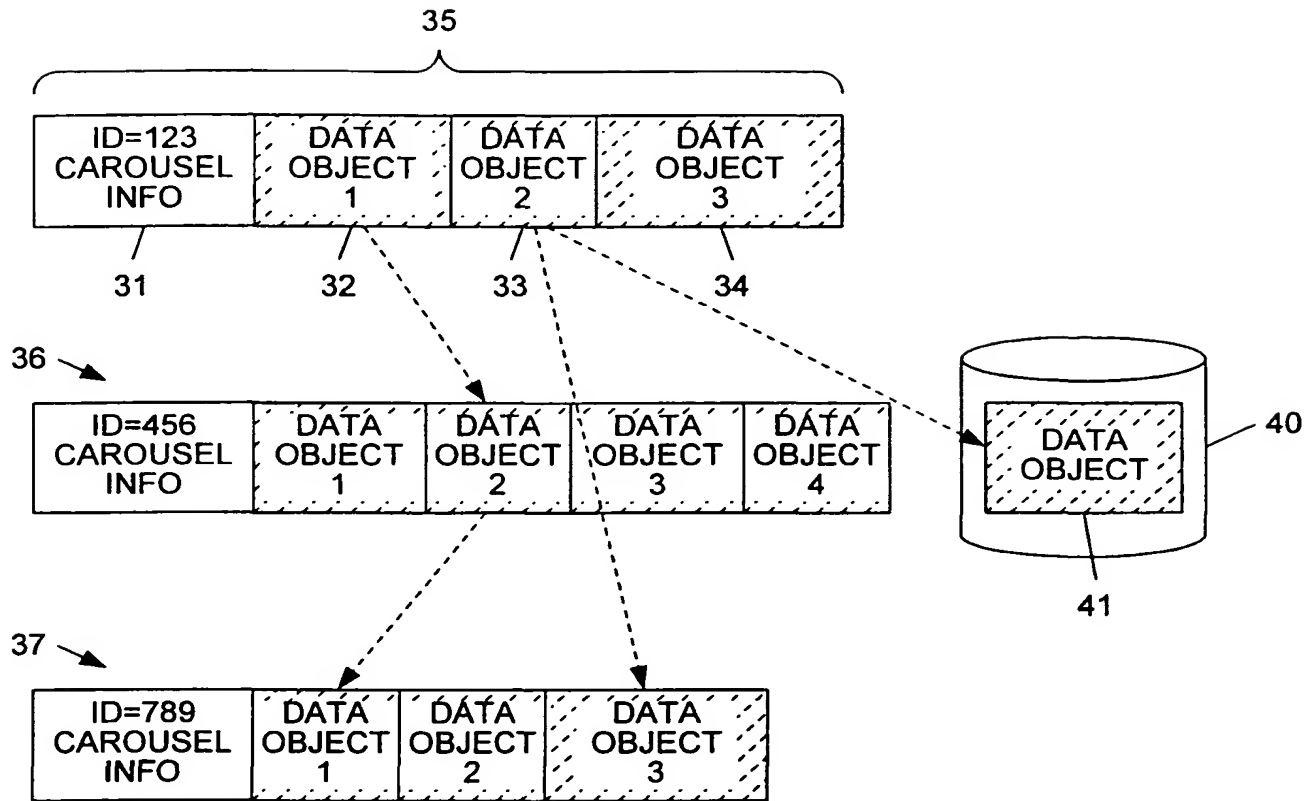 35
ID=123
CAROUSEL
INFO
DATA
OBJECT
1
DATA
OBJECT
2
DATA
OBJECT
3
31
32
33
34
36
ID=456
CAROUSEL
INFO
DATA
OBJECT
1
DATA
OBJECT
2
DATA
OBJECT
3
DATA
OBJECT
4
DATA
OBJECT
40
41
37
ID=789
CAROUSEL
INFO
DATA
OBJECT
1
DATA
OBJECT
2
DATA
OBJECT
3